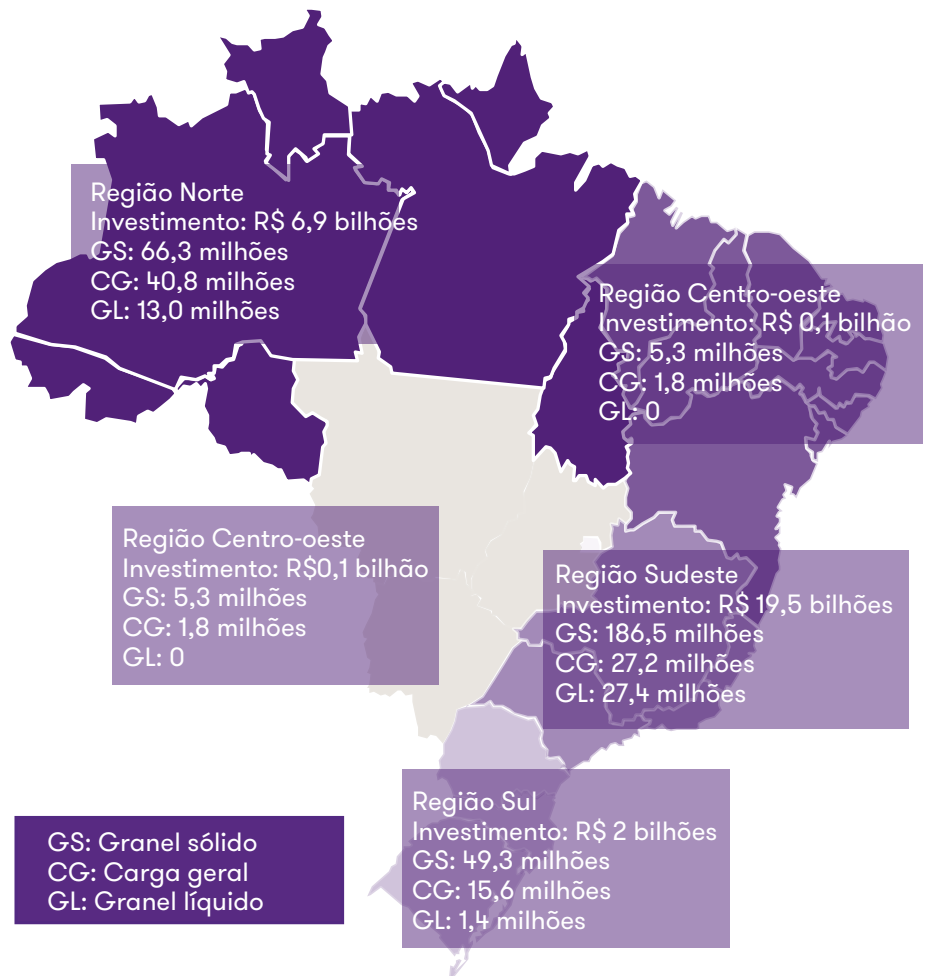 Região Norte
Investimento: R$ 6,9 bilhões
GS: 66,3 milhões
CG: 40,8 milhões
GL: 13,0 milhões
Região Centro-oeste
Investimento: R$ 0,1 bilhão
GS: 5,3 milhões
CG: 1,8 milhões
GL: 0
Região Centro-oeste
Investimento: R$0,1 bilhão
GS: 5,3 milhões
CG: 1,8 milhões
GL: 0
Região Sudeste
Investimento: R$ 19,5 bilhões
GS: 186,5 milhões
CG: 27,2 milhões
GL: 27,4 milhões
Região Sul
Investimento: R$ 2 bilhões
GS: 49,3 milhões
CG: 15,6 milhões
GL: 1,4 milhões
GS: Granel sólido
CG: Carga geral
GL: Granel líquido